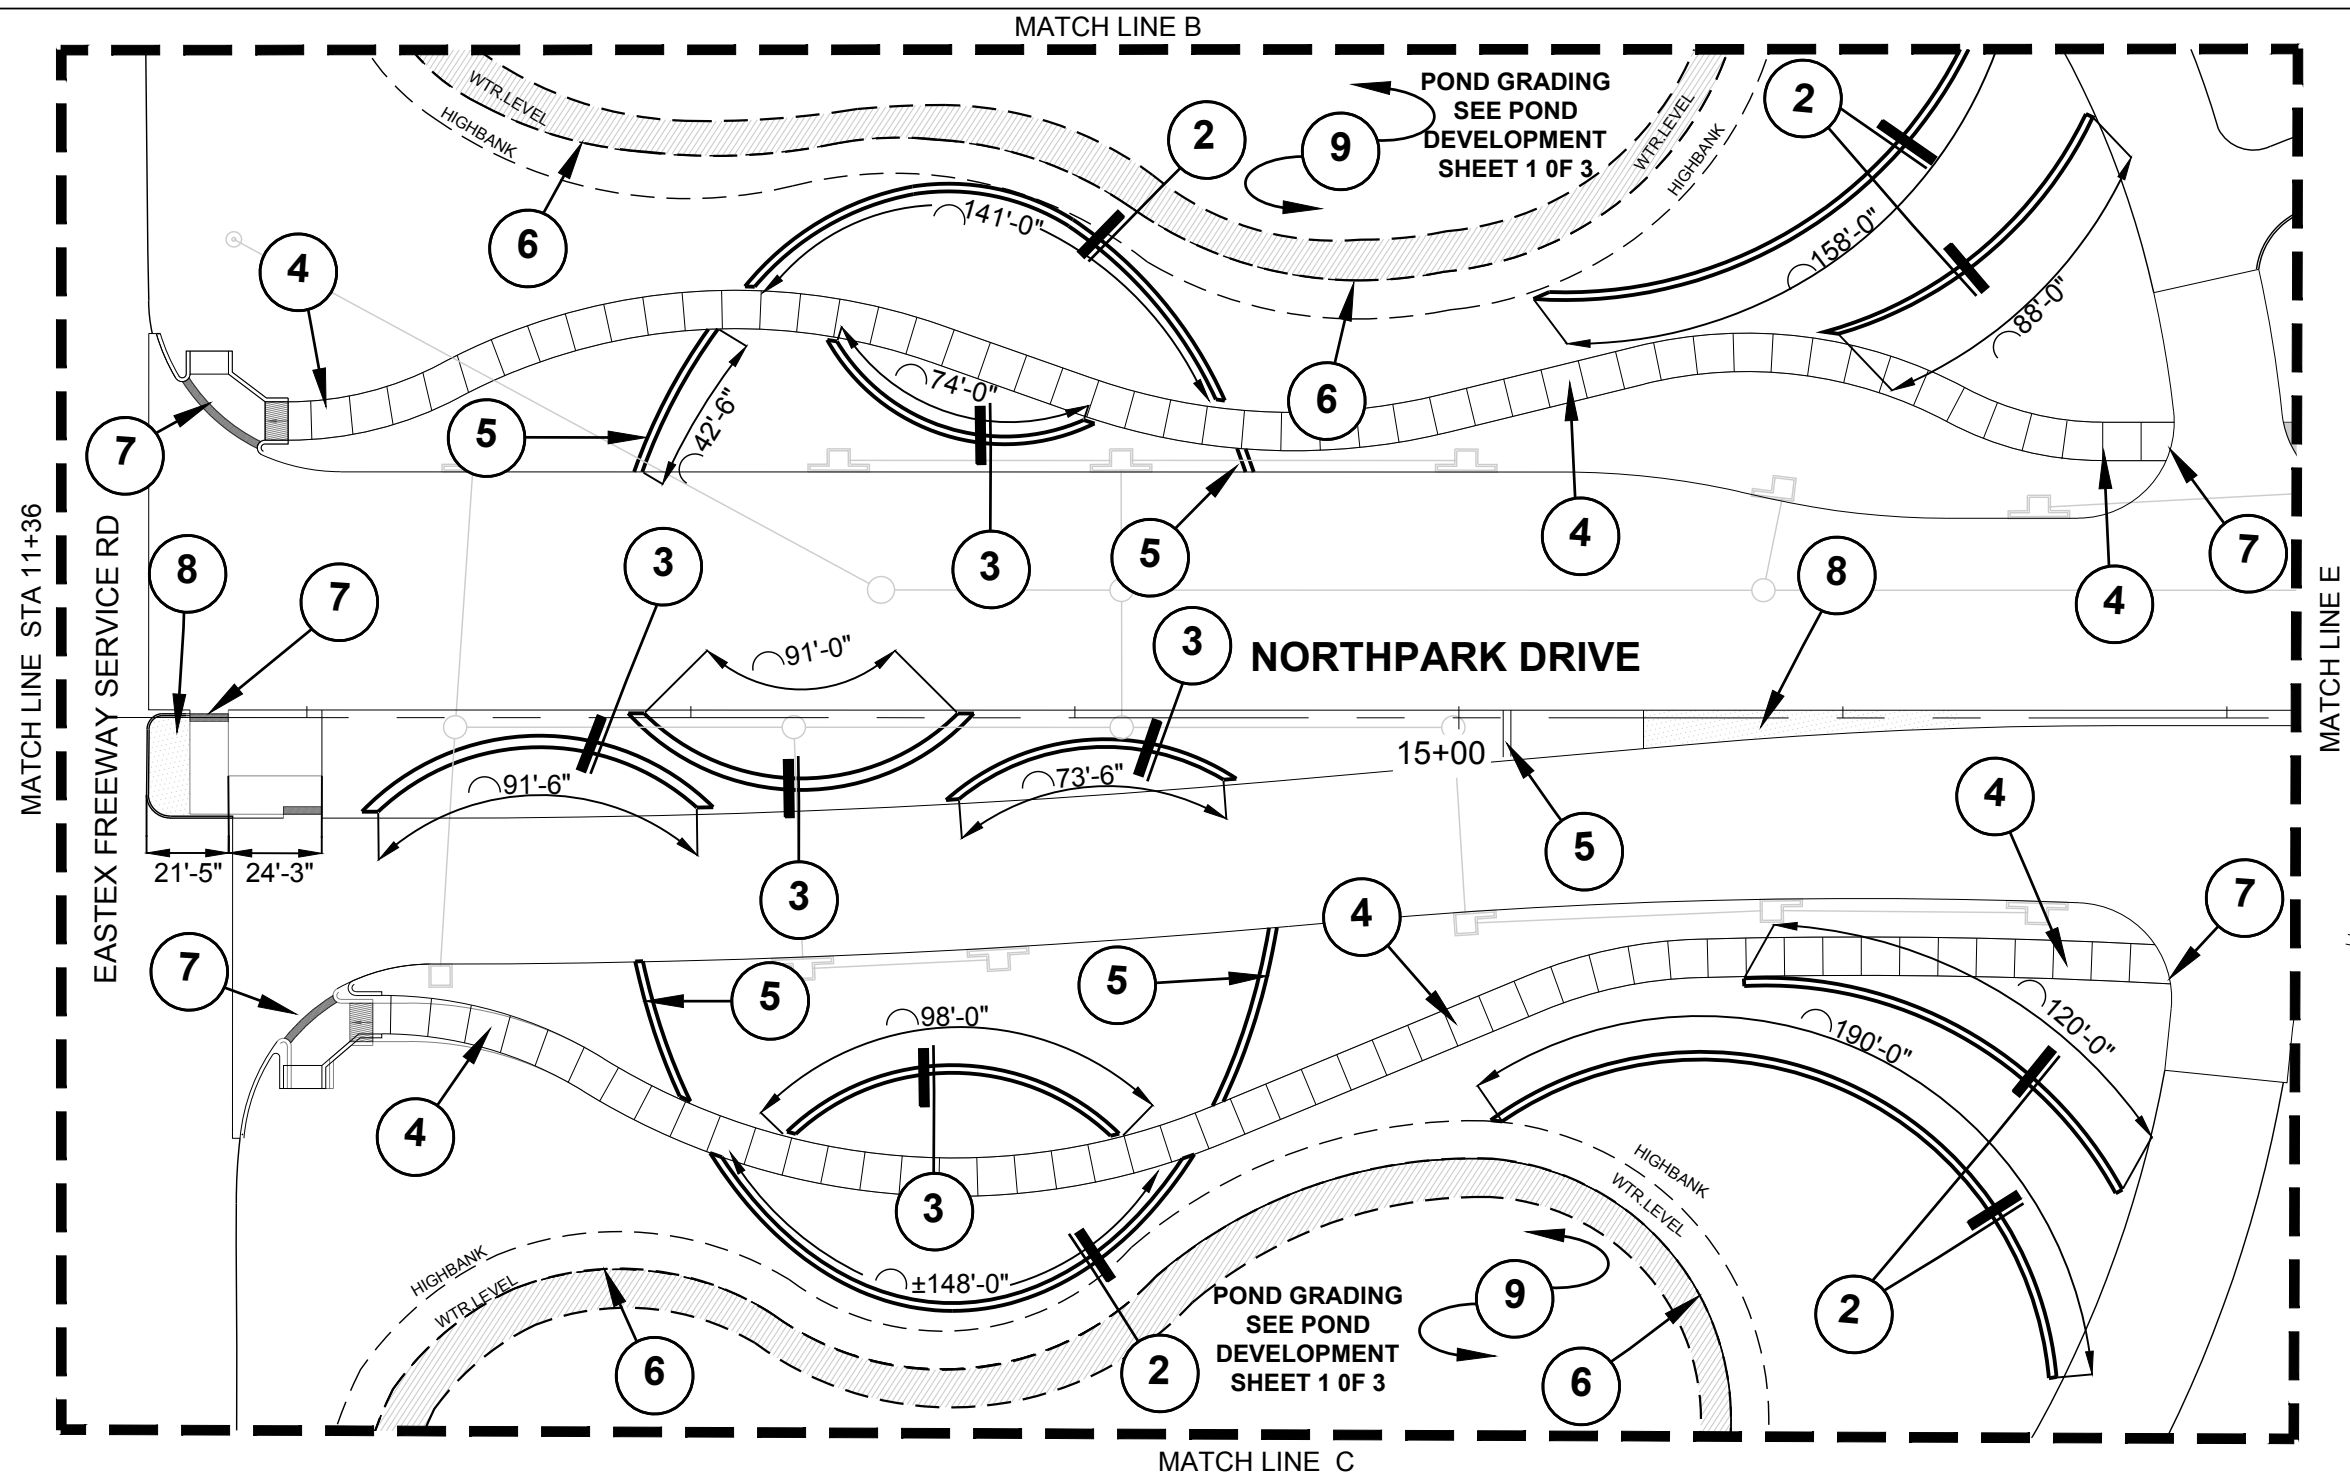 MATCH LINE B
WTR.LEVEL
HIGHBANK
2
9
POND GRADING
SEE POND
DEVELOPMENT
SHEET 1 0F 3
WTR.LEVEL
HIGHBANK
2
6
4
141'-0"
158'-0"
88'-0"
7
5
42'-6"
74'-0"
6
4
3
3
5
4
7
MATCH LINE STA 11+36
EASTEX FREEWAY SERVICE RD
8
7
91'-0"
3
NORTHPARK DRIVE
8
MATCH LINE E
91'-6"
73'-6"
15+00
21'-5"
24'-3"
3
5
4
7
7
5
5
4
98'-0"
120'-0"
190'-0"
4
3
±148'-0"
HIGHBANK
WTR.LEVEL
HIGHBANK
WTR.LEVEL
6
2
POND GRADING
SEE POND
DEVELOPMENT
SHEET 1 0F 3
9
6
2
MATCH LINE C